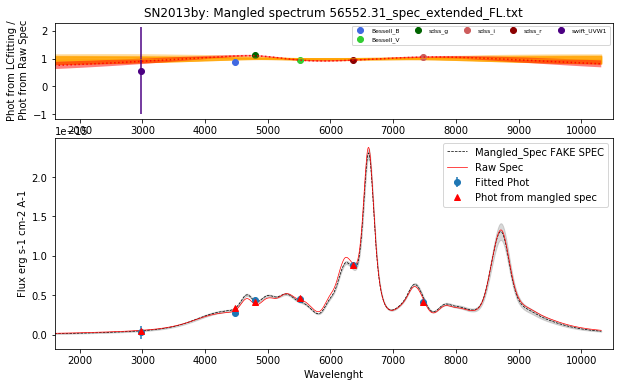 SN2013by: Mangled spectrum 56552.31_spec_extended_FL.txt
Phot from LCfitting /
Phot from Raw Spec
2
1
0
−1
Bessell_B
Bessell_V
sdss_g
sdss_i
sdss_r
swift_UVW1
2000 3000 4000 5000 6000 7000 8000 9000 10000
Flux erg s-1 cm-2 A-1
2.0
1.5
1.0
0.5
0.0
Mangled_Spec FAKE SPEC
Raw Spec
Fitted Phot
Phot from mangled spec
2000 3000 4000 5000 6000 7000 8000 9000 10000
Wavelenght